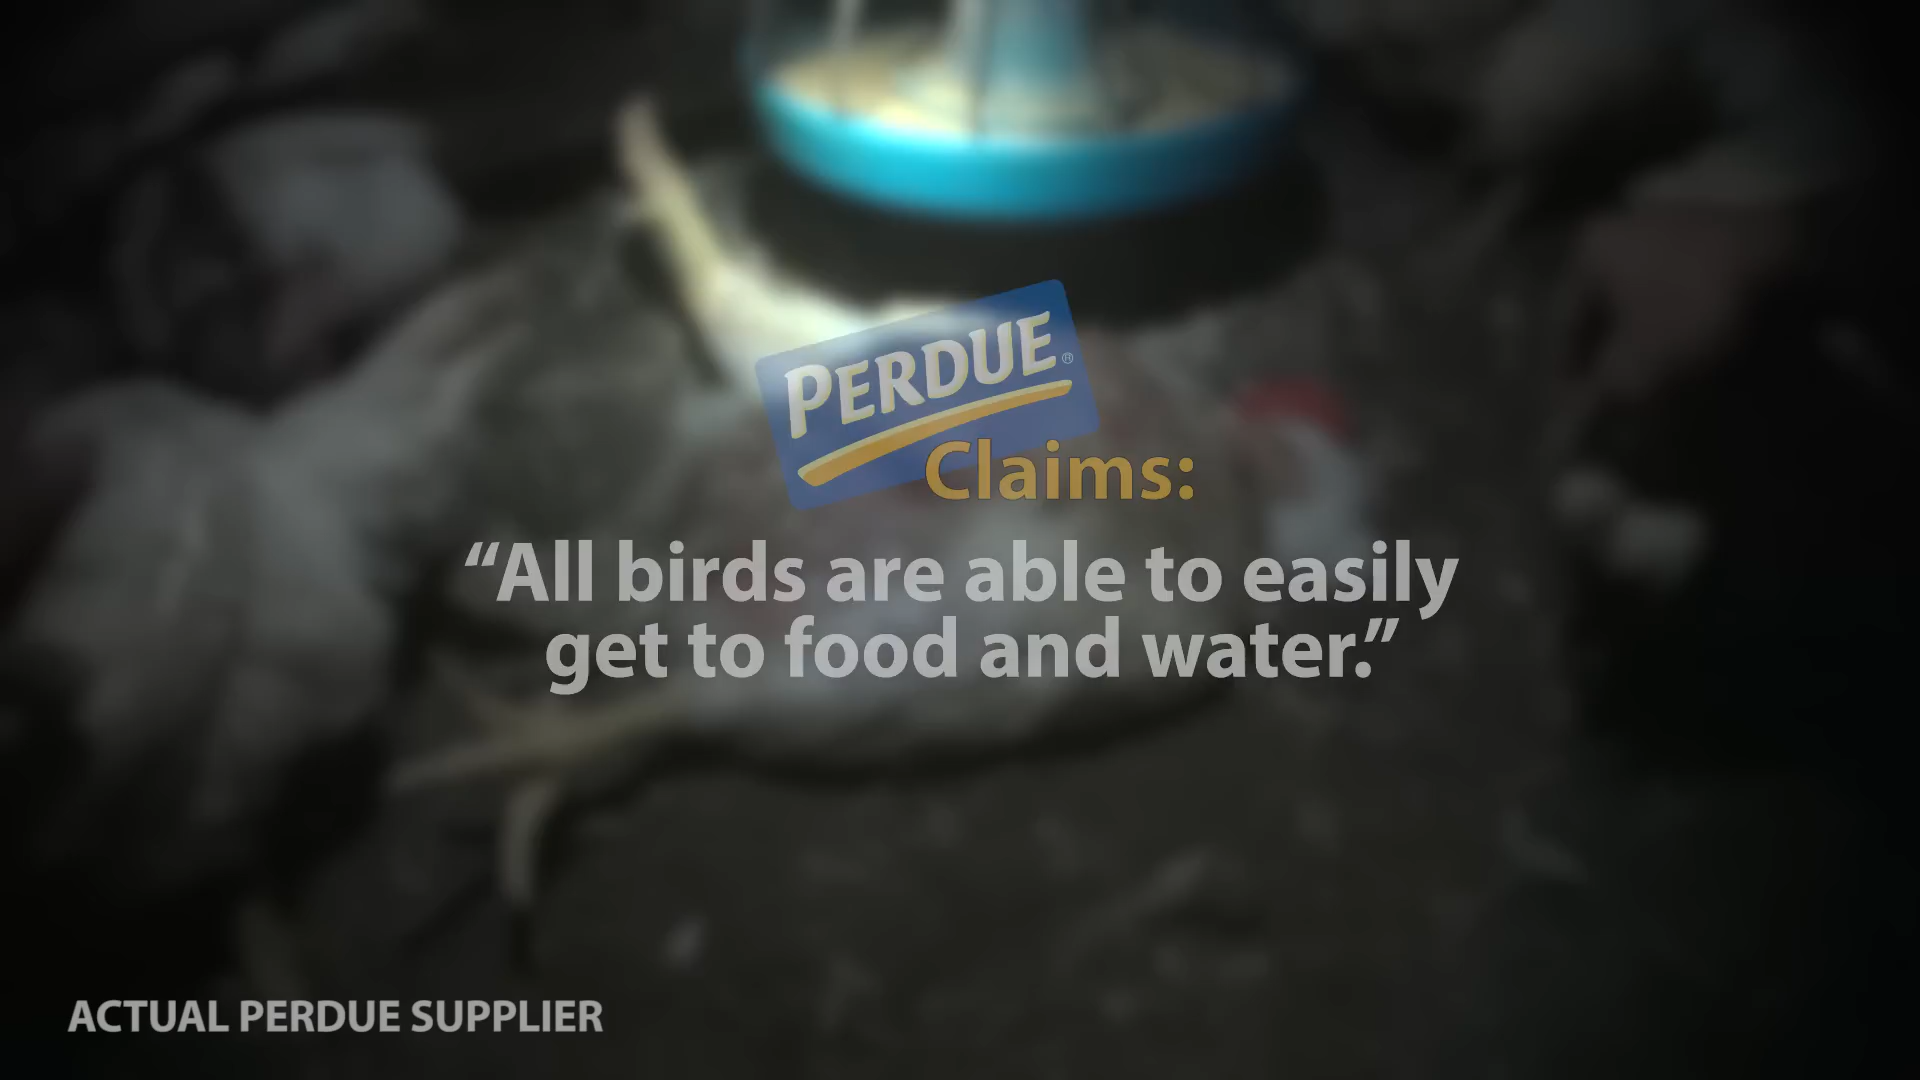 PERDUE®
Claims:
“All birds are able to easily
get to food and water.”
ACTUAL PERDUE SUPPLIER